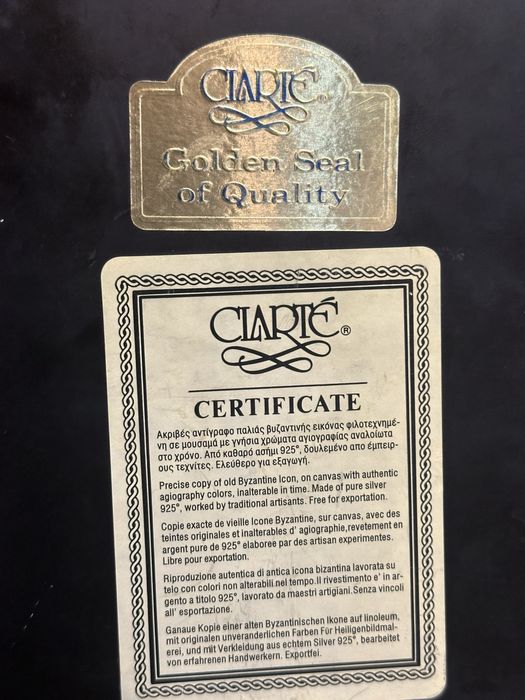 CLARTÉ®
Golden Seal
of Quality
CLARTÉ®
CERTIFICATE
Ακριβές αντίγραφο παλιάς βυζαντινής εικόνας φιλοτεχνημέ-
νη σε μουσαμά με γνήσια χρώματα αγιογραφίας αναλοίωτα
στο χρόνο. Από καθαρό ασήμι 925°, δουλεμένο απο έμπειρ-
ους τεχνίτες. Ελεύθερο για εξαγωγή.
Precise copy of old Byzantine Icon, on canvas with authentic
agiography colors, inalterable in time. Made of pure silver
925°, worked by traditional artisans. Free for exportation.
Copie exacte de vieille Icone Byzantine, sur canvas, avec des
teintes originales et inalterables d' agiographie,revetement en
argent pure de 925° elaboree par des artisan experimentes.
Libre pour exportation.
Riproduzione autentica di antica icona bizantina lavorata su
telo con colori non alterabili nel tempo.Il rivestimento e' in ar-
gento a titolo 925°, lavorato da maestri artigiani.Senza vincoli
all' esportazione.
Ganaue Kopie einer alten Byzantinischen Ikone auf linoleum,
mit originalen unveranderlichen Farben Für Heiligenbildmal-
erei, und mit Verkleidung aus echtem Silver 925°, bearbeitet
von erfahrenen Handwerkern. Exportfei.